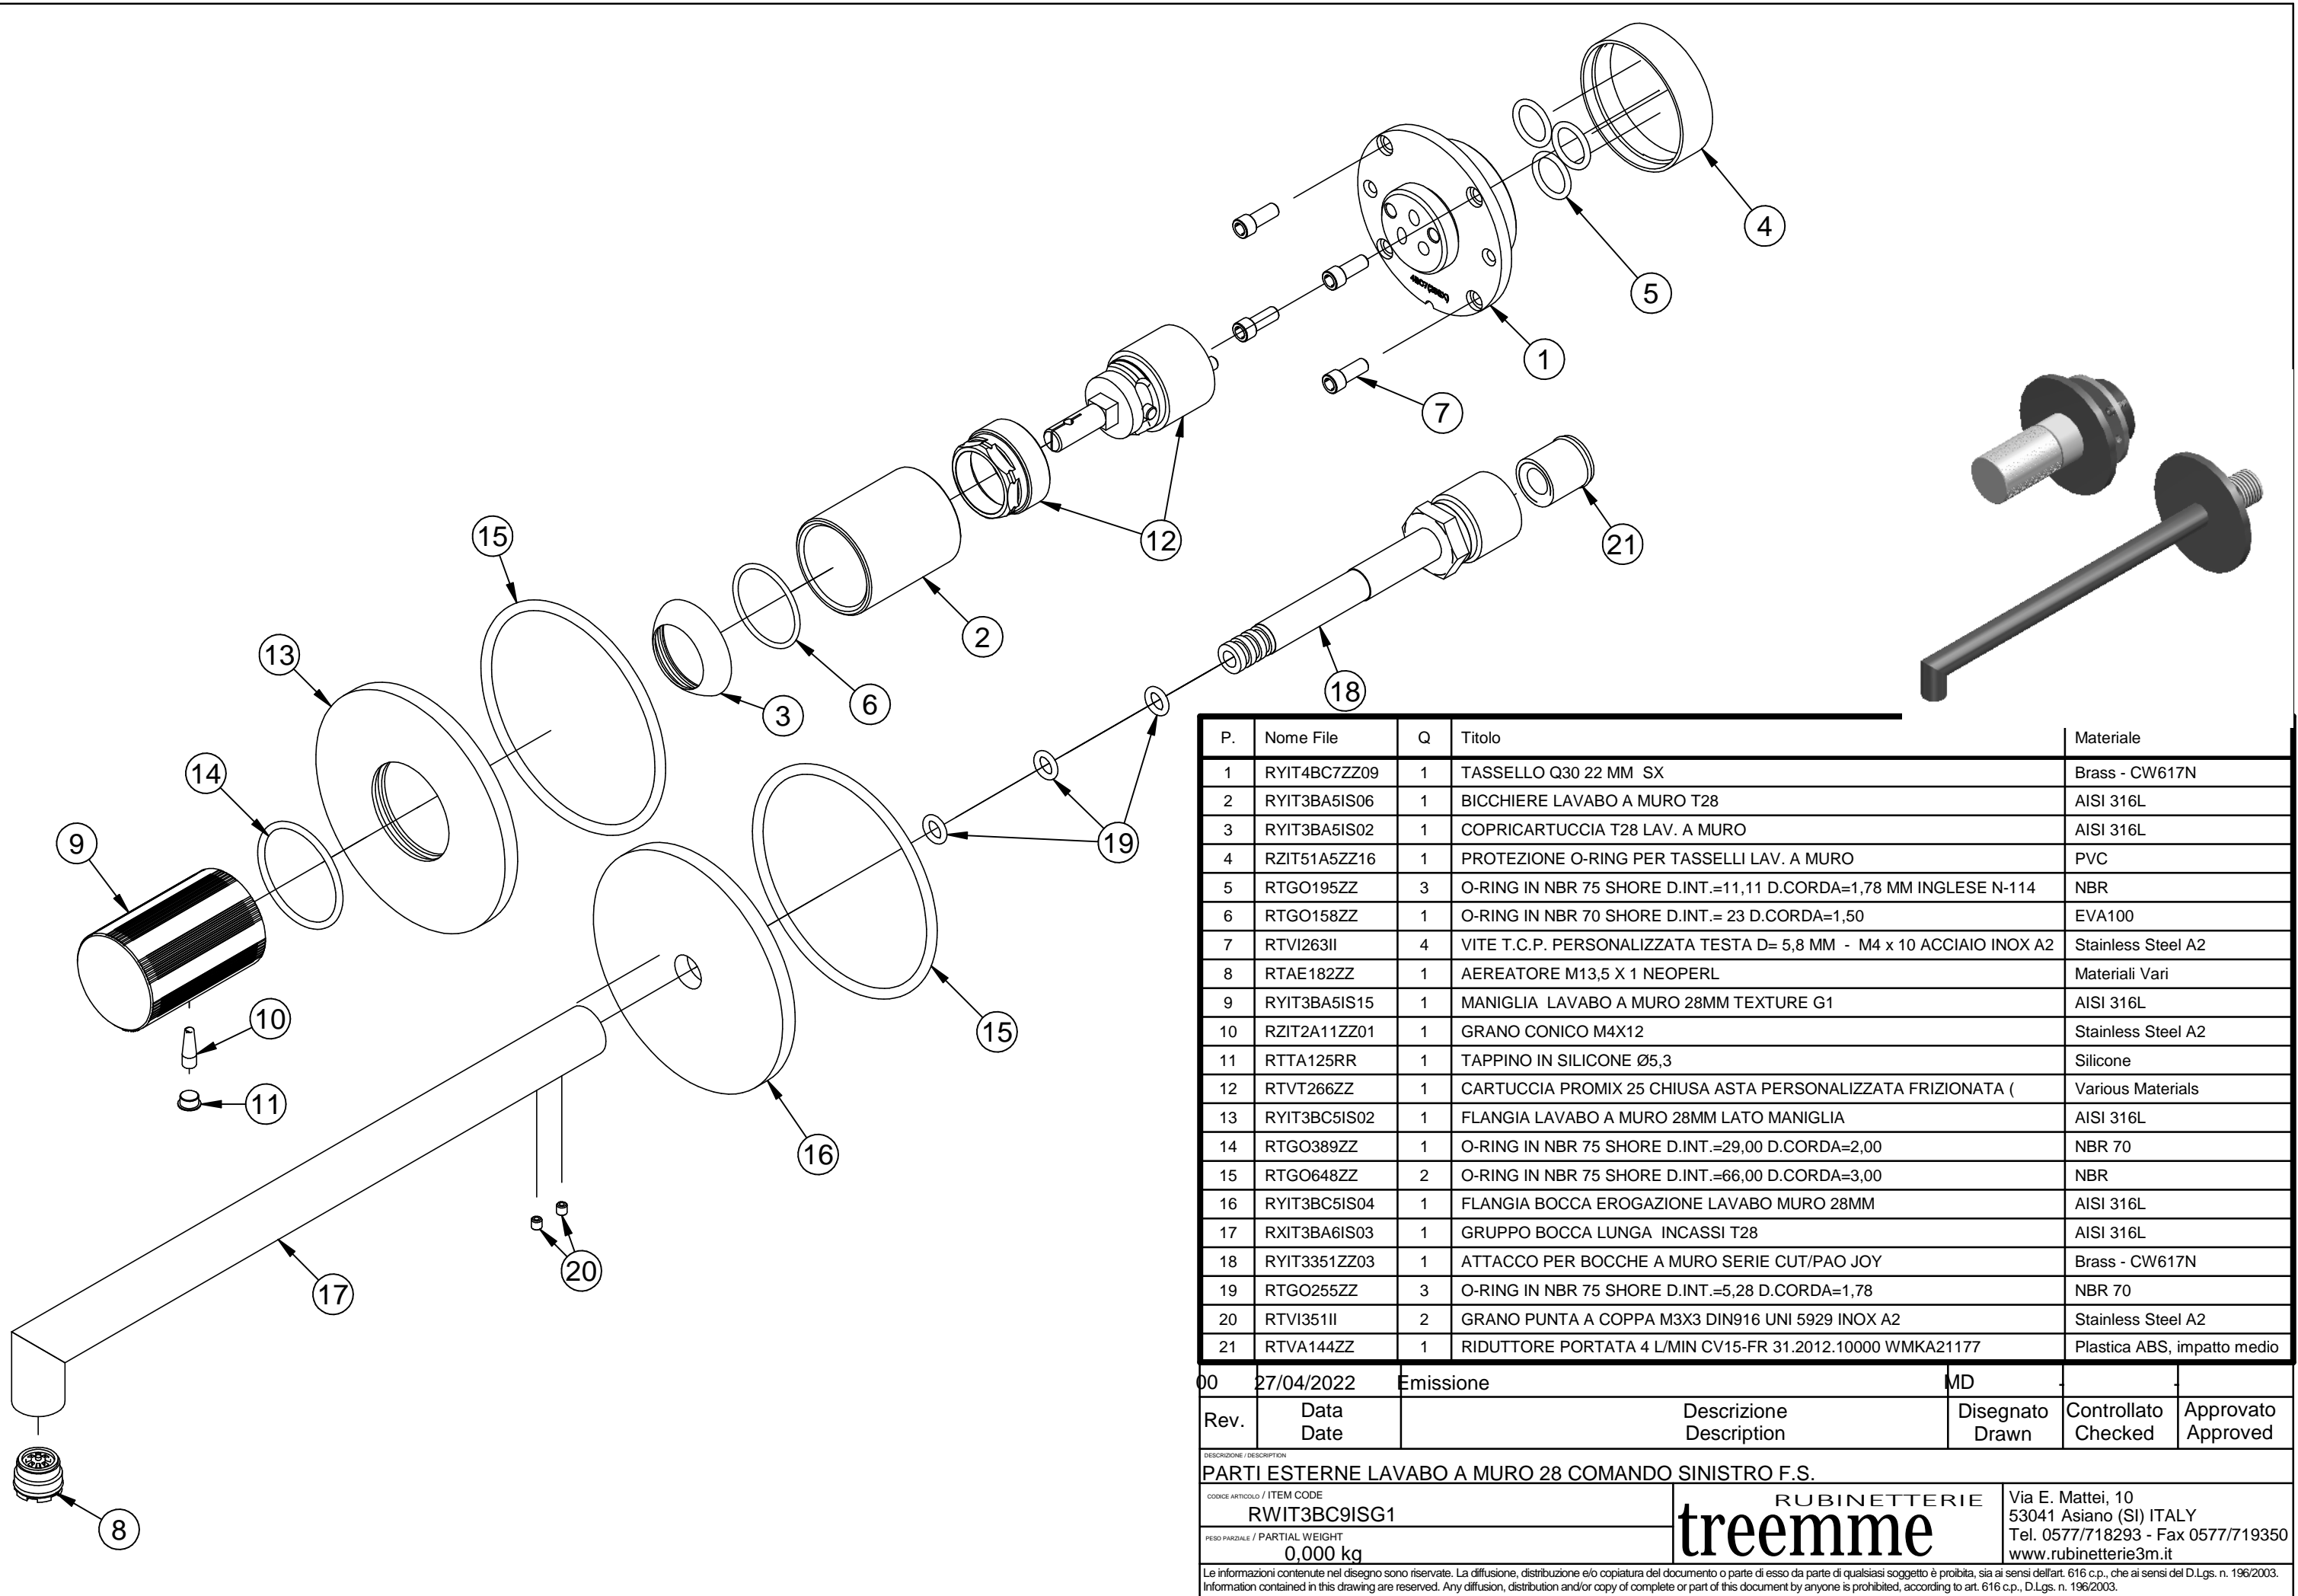 4
5
1
7
12
21
15
2
13
6
3
18
14
19
9
10
15
11
16
20
17
8
P. Nome File Q Titolo Materiale
1 RYIT4BC7ZZ09 1 TASSELLO Q30 22 MM SX Brass - CW617N
2 RYIT3BA5IS06 1 BICCHIERE LAVABO A MURO T28 AISI 316L
3 RYIT3BA5IS02 1 COPRICARTUCCIA T28 LAV. A MURO AISI 316L
4 RZIT51A5ZZ16 1 PROTEZIONE O-RING PER TASSELLI LAV. A MURO PVC
5 RTGO195ZZ 3 O-RING IN NBR 75 SHORE D.INT.=11,11 D.CORDA=1,78 MM INGLESE N-114 NBR
6 RTGO158ZZ 1 O-RING IN NBR 70 SHORE D.INT.= 23 D.CORDA=1,50 EVA100
7 RTVI263II 4 VITE T.C.P. PERSONALIZZATA TESTA D= 5,8 MM - M4 x 10 ACCIAIO INOX A2 Stainless Steel A2
8 RTAE182ZZ 1 AEREATORE M13,5 X 1 NEOPERL Materiali Vari
9 RYIT3BA5IS15 1 MANIGLIA LAVABO A MURO 28MM TEXTURE G1 AISI 316L
10 RZIT2A11ZZ01 1 GRANO CONICO M4X12 Stainless Steel A2
11 RTTA125RR 1 TAPPINO IN SILICONE Ø5,3 Silicone
12 RTVT266ZZ 1 CARTUCCIA PROMIX 25 CHIUSA ASTA PERSONALIZZATA FRIZIONATA ( Various Materials
13 RYIT3BC5IS02 1 FLANGIA LAVABO A MURO 28MM LATO MANIGLIA AISI 316L
14 RTGO389ZZ 1 O-RING IN NBR 75 SHORE D.INT.=29,00 D.CORDA=2,00 NBR 70
15 RTGO648ZZ 2 O-RING IN NBR 75 SHORE D.INT.=66,00 D.CORDA=3,00 NBR
16 RYIT3BC5IS04 1 FLANGIA BOCCA EROGAZIONE LAVABO MURO 28MM AISI 316L
17 RXIT3BA6IS03 1 GRUPPO BOCCA LUNGA INCASSI T28 AISI 316L
18 RYIT3351ZZ03 1 ATTACCO PER BOCCHE A MURO SERIE CUT/PAO JOY Brass - CW617N
19 RTGO255ZZ 3 O-RING IN NBR 75 SHORE D.INT.=5,28 D.CORDA=1,78 NBR 70
20 RTVI351II 2 GRANO PUNTA A COPPA M3X3 DIN916 UNI 5929 INOX A2 Stainless Steel A2
21 RTVA144ZZ 1 RIDUTTORE PORTATA 4 L/MIN CV15-FR 31.2012.10000 WMKA21177 Plastica ABS, impatto medio
00 27/04/2022 Emissione MD - -
Rev. Data Descrizione Disegnato Controllato Approvato
Date Description Drawn Checked Approved
DESCRIZIONE / DESCRIPTION
PARTI ESTERNE LAVABO A MURO 28 COMANDO SINISTRO F.S.
CODICE ARTICOLO / ITEM CODE
RWIT3BC9ISG1
PESO PARZIALE / PARTIAL WEIGHT
0,000 kg
RUBINETTERIE
treemme
Via E. Mattei, 10
53041 Asiano (SI) ITALY
Tel. 0577/718293 - Fax 0577/719350
www.rubinetterie3m.it
Le informazioni contenute nel disegno sono riservate. La diffusione, distribuzione e/o copiatura del documento o parte di esso da parte di qualsiasi soggetto è proibita, sia ai sensi dell'art. 616 c.p., che ai sensi del D.Lgs. n. 196/2003.
Information contained in this drawing are reserved. Any diffusion, distribution and/or copy of complete or part of this document by anyone is prohibited, according to art. 616 c.p., D.Lgs. n. 196/2003.